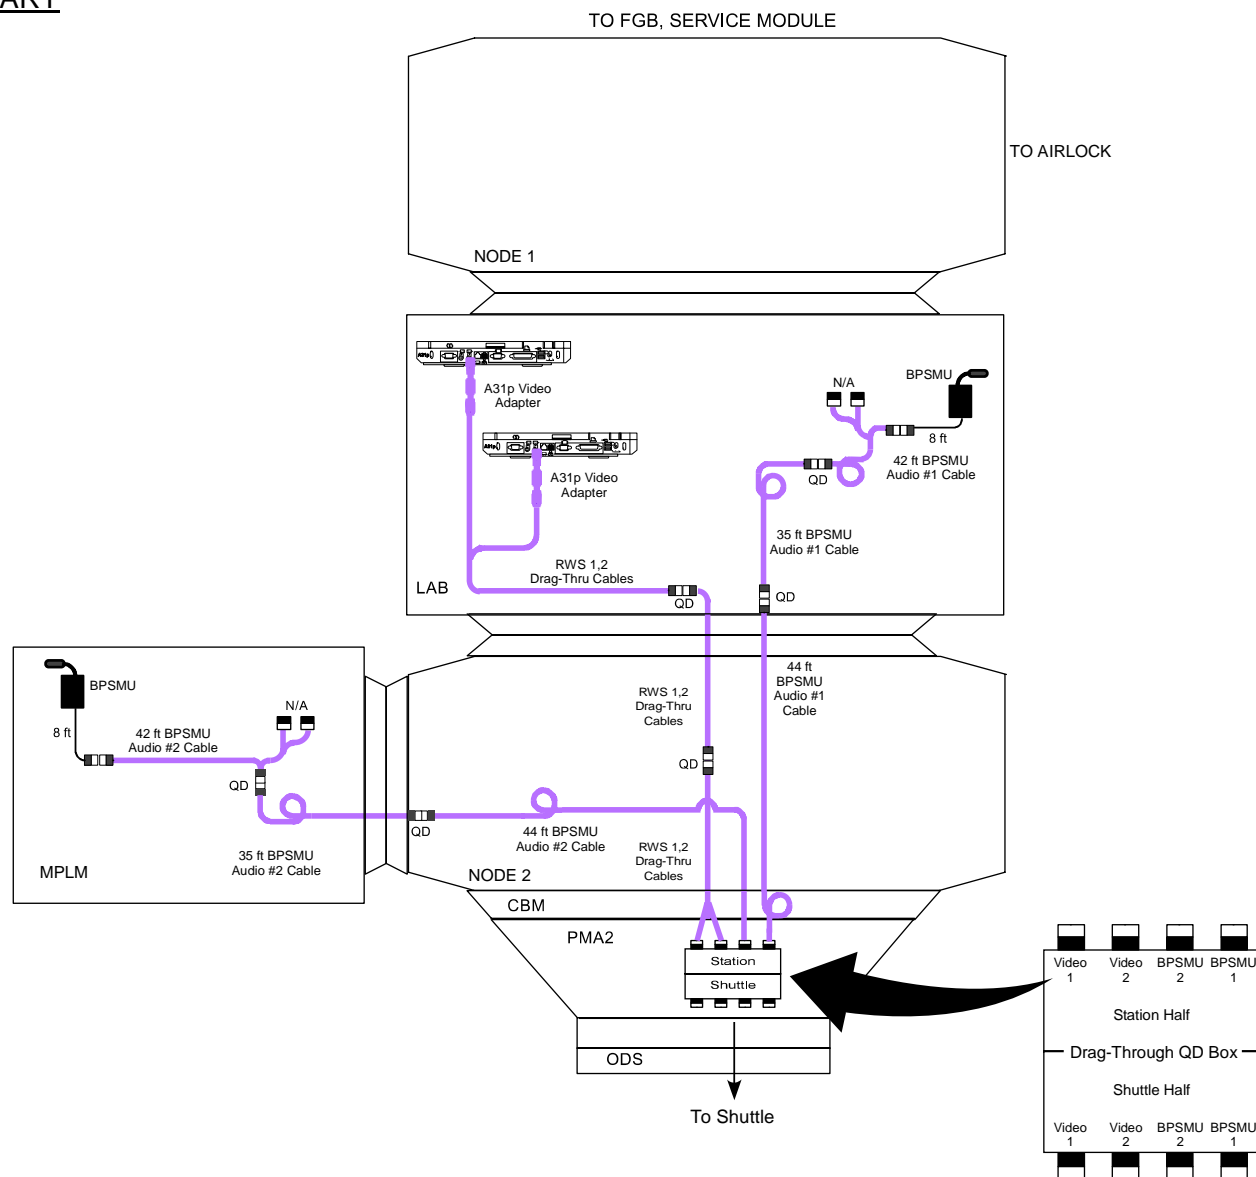 TO FGB, SERVICE MODULE
TO AIRLOCK
NODE 1
A31p Video
Adapter
A31p Video
Adapter
N/A
BPSMU
8 ft
42 ft BPSMU
Audio #1 Cable
QD
35 ft BPSMU
Audio #1 Cable
RWS 1,2
Drag-Thru Cables
LAB
QD
QD
BPSMU
N/A
8 ft
42 ft BPSMU
Audio #2 Cable
QD
35 ft BPSMU
Audio #2 Cable
MPLM
44 ft
BPSMU
Audio #1
Cable
RWS 1,2
Drag-Thru
Cables
QD
QD
44 ft BPSMU
Audio #2 Cable
RWS 1,2
Drag-Thru
Cables
NODE 2
CBM
PMA2
Station
Shuttle
ODS
To Shuttle
Video
1
Video
2
BPSMU
2
BPSMU
1
Station Half
Drag-Through QD Box
Shuttle Half
Video
1
Video
2
BPSMU
2
BPSMU
1